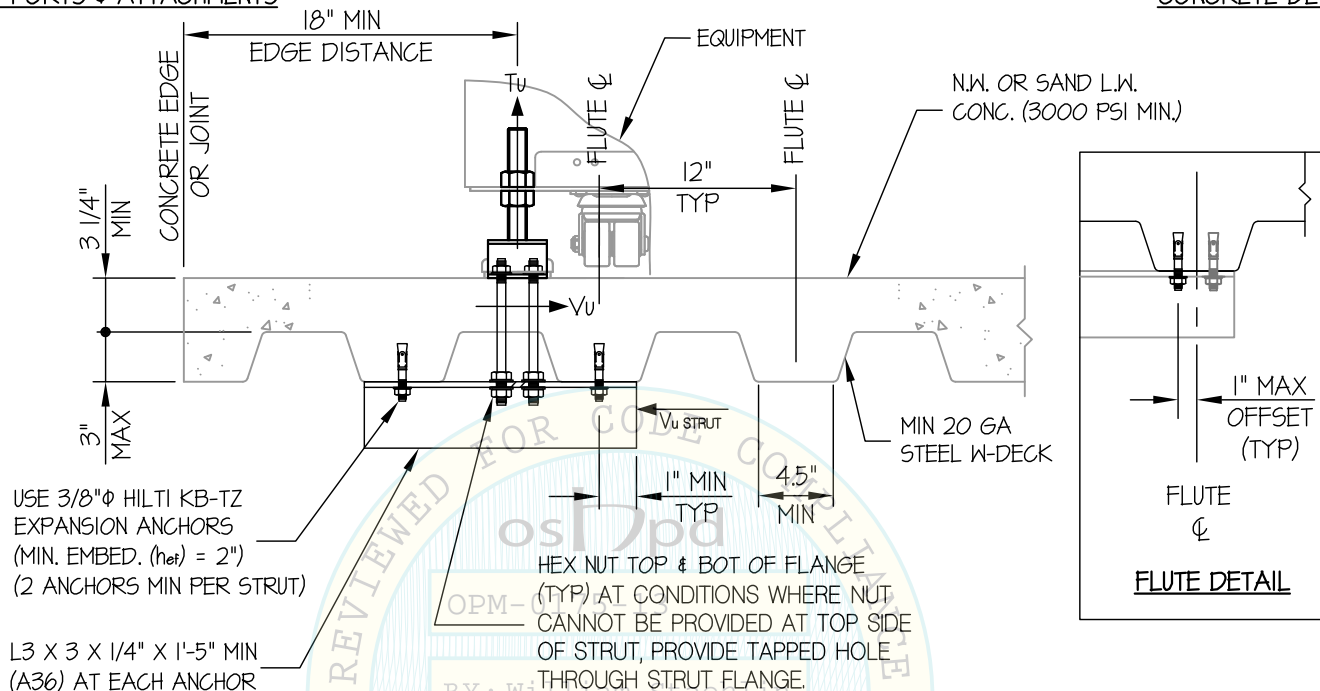 18" MIN
EDGE DISTANCE
EQUIPMENT
Tu
FLUTE ℄
FLUTE ℄
CONCRETE EDGE
OR JOINT
N.W. OR SAND L.W.
CONC. (3000 PSI MIN.)
12"
TYP
3 1/4"
MIN
Vu
3"
MAX
Vu STRUT
MIN 20 GA
STEEL W-DECK
1" MIN
TYP
4.5"
MIN
1" MAX
OFFSET
(TYP)
FLUTE
℄
FLUTE DETAIL
USE 3/8"Φ HILTI KB-TZ
EXPANSION ANCHORS
(MIN. EMBED. (hef) = 2")
(2 ANCHORS MIN PER STRUT)
HEX NUT TOP & BOT OF FLANGE
(TYP) AT CONDITIONS WHERE NUT
CANNOT BE PROVIDED AT TOP SIDE
OF STRUT, PROVIDE TAPPED HOLE
THROUGH STRUT FLANGE.
L3 X 3 X 1/4" X 1'-5" MIN
(A36) AT EACH ANCHOR
REVIEWED FOR CODE COMPLIANCE
oshpd